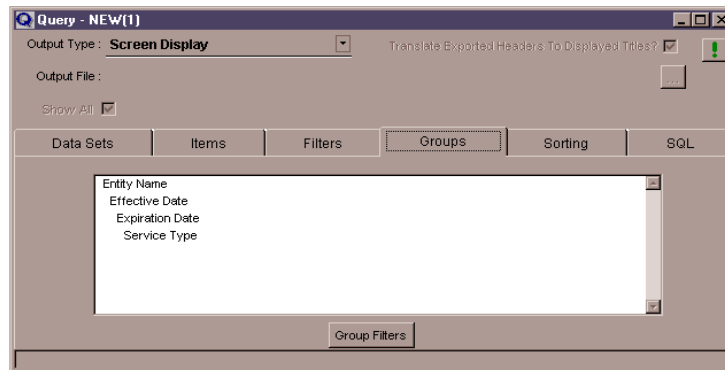 Query - NEW(1)
Output Type : Screen Display Translate Exported Headers To Displayed Titles?
Output File : ...
Show All
Data Sets Items Filters Groups Sorting SQL
Entity Name
Effective Date
Expiration Date
Service Type
Group Filters